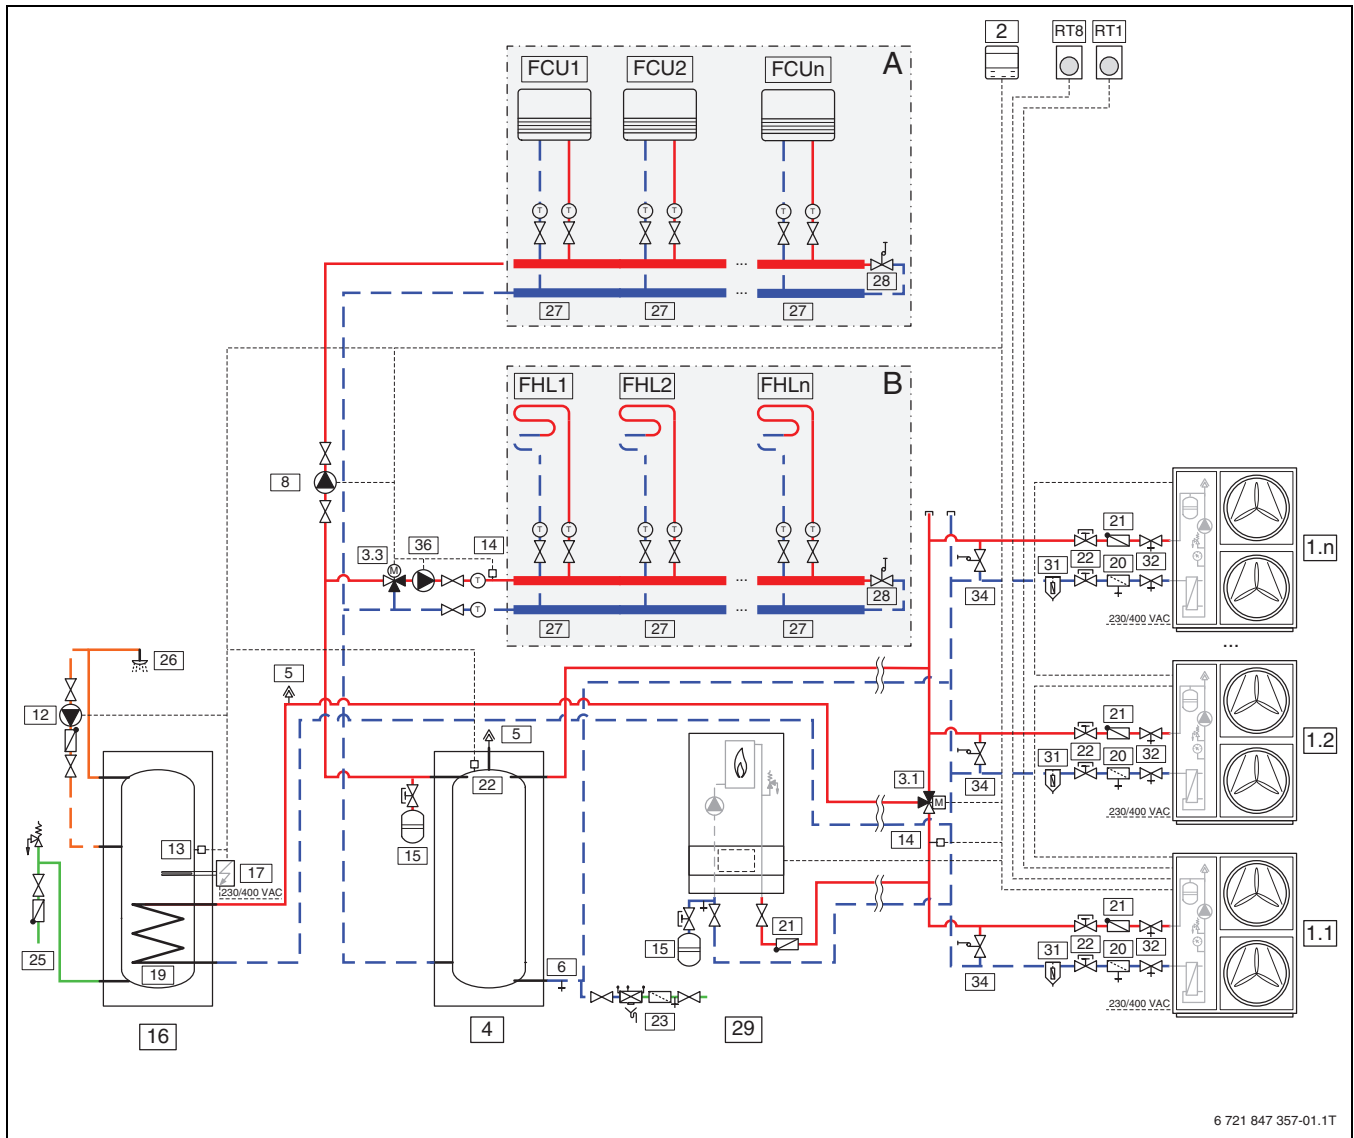 2 RT8 RT1
FCU1 FCU2 FCUn A
T T T T T T
... 
28
...
27 27 27
FHL1 FHL2 FHLn B
8
3.3 36 14
M
T T T T T T
T
T
...
28
...
27 27 27
21
1.n
22 20 32
31
34
230/400 VAC
...
26
5
12
5
21
1.2
22 20 32
31
34
230/400 VAC
22
3.1
M
13
15
14
17
230/400 VAC
21
1.1
21
22 20 32
31
34
25
15
19
6
23
230/400 VAC
16 4 29
6 721 847 357-01.1T